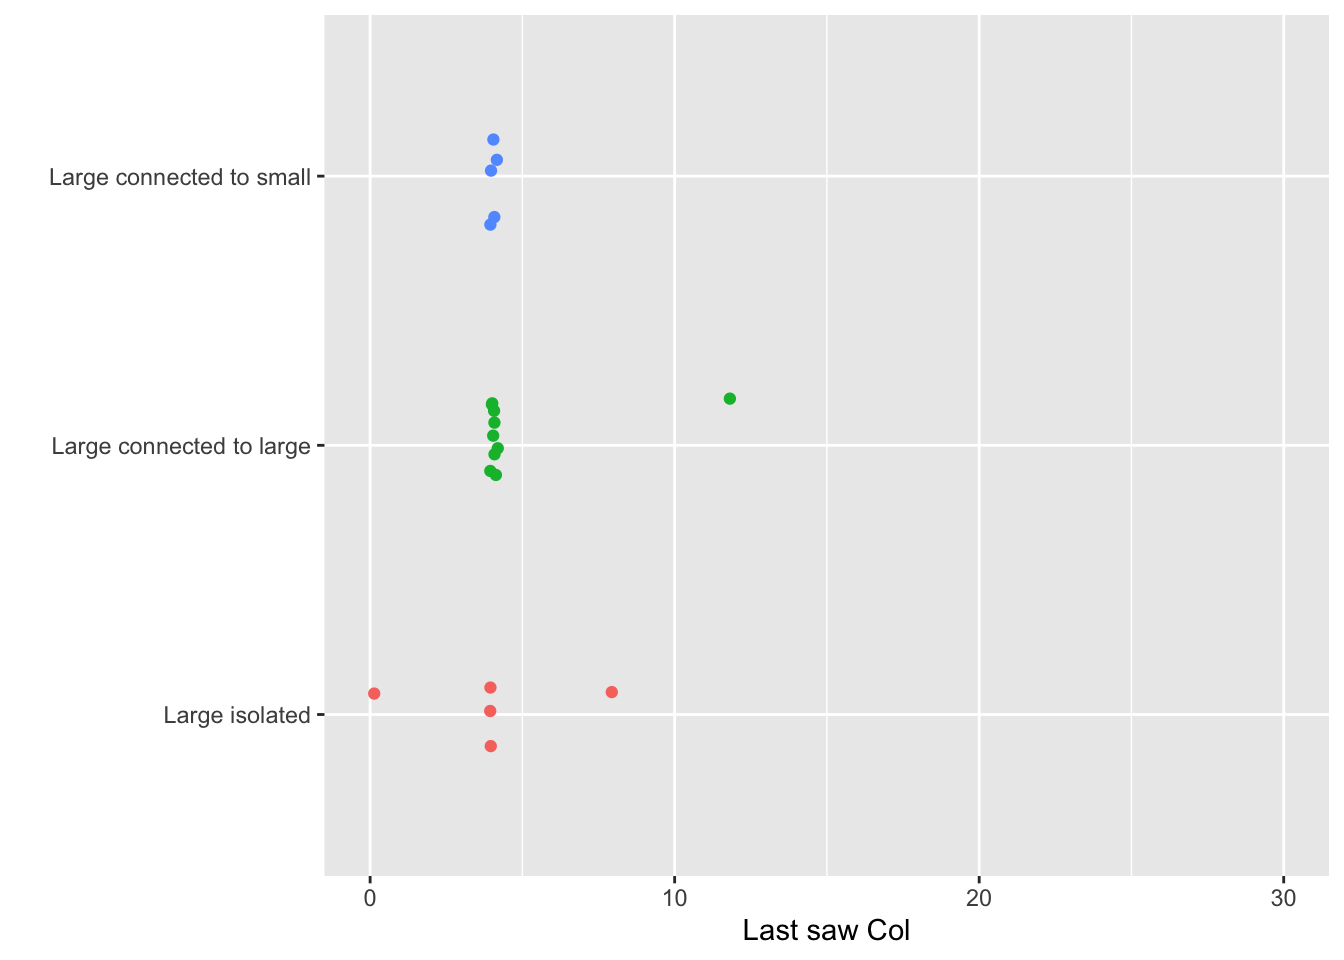 Large connected to small
Large connected to large
Large isolated
0 10 20 30
Last saw Col